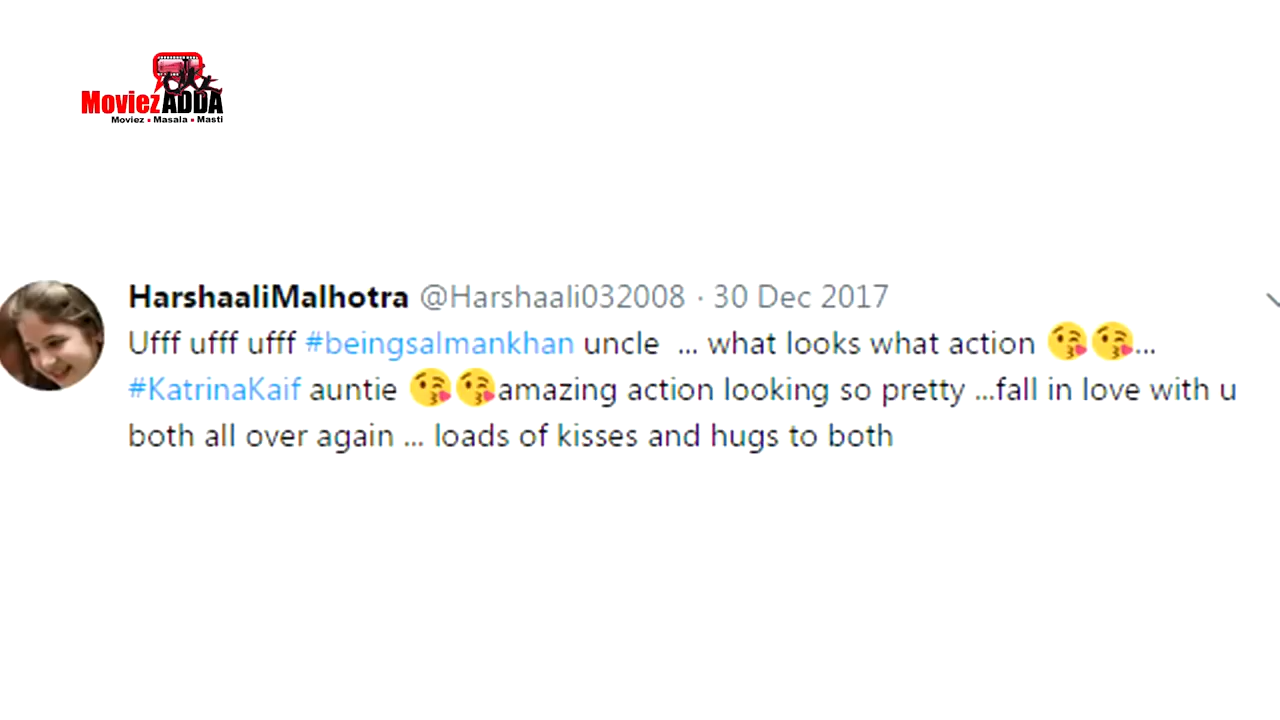 MoviezADDA
Moviez ▪ Masala ▪ Masti
HarshaaliMalhotra @Harshaali032008 · 30 Dec 2017
Ufff ufff ufff #beingsalmankhan uncle ... what looks what action 😘😘...
#KatrinaKaif auntie 😘😘amazing action looking so pretty ...fall in love with u
both all over again ... loads of kisses and hugs to both